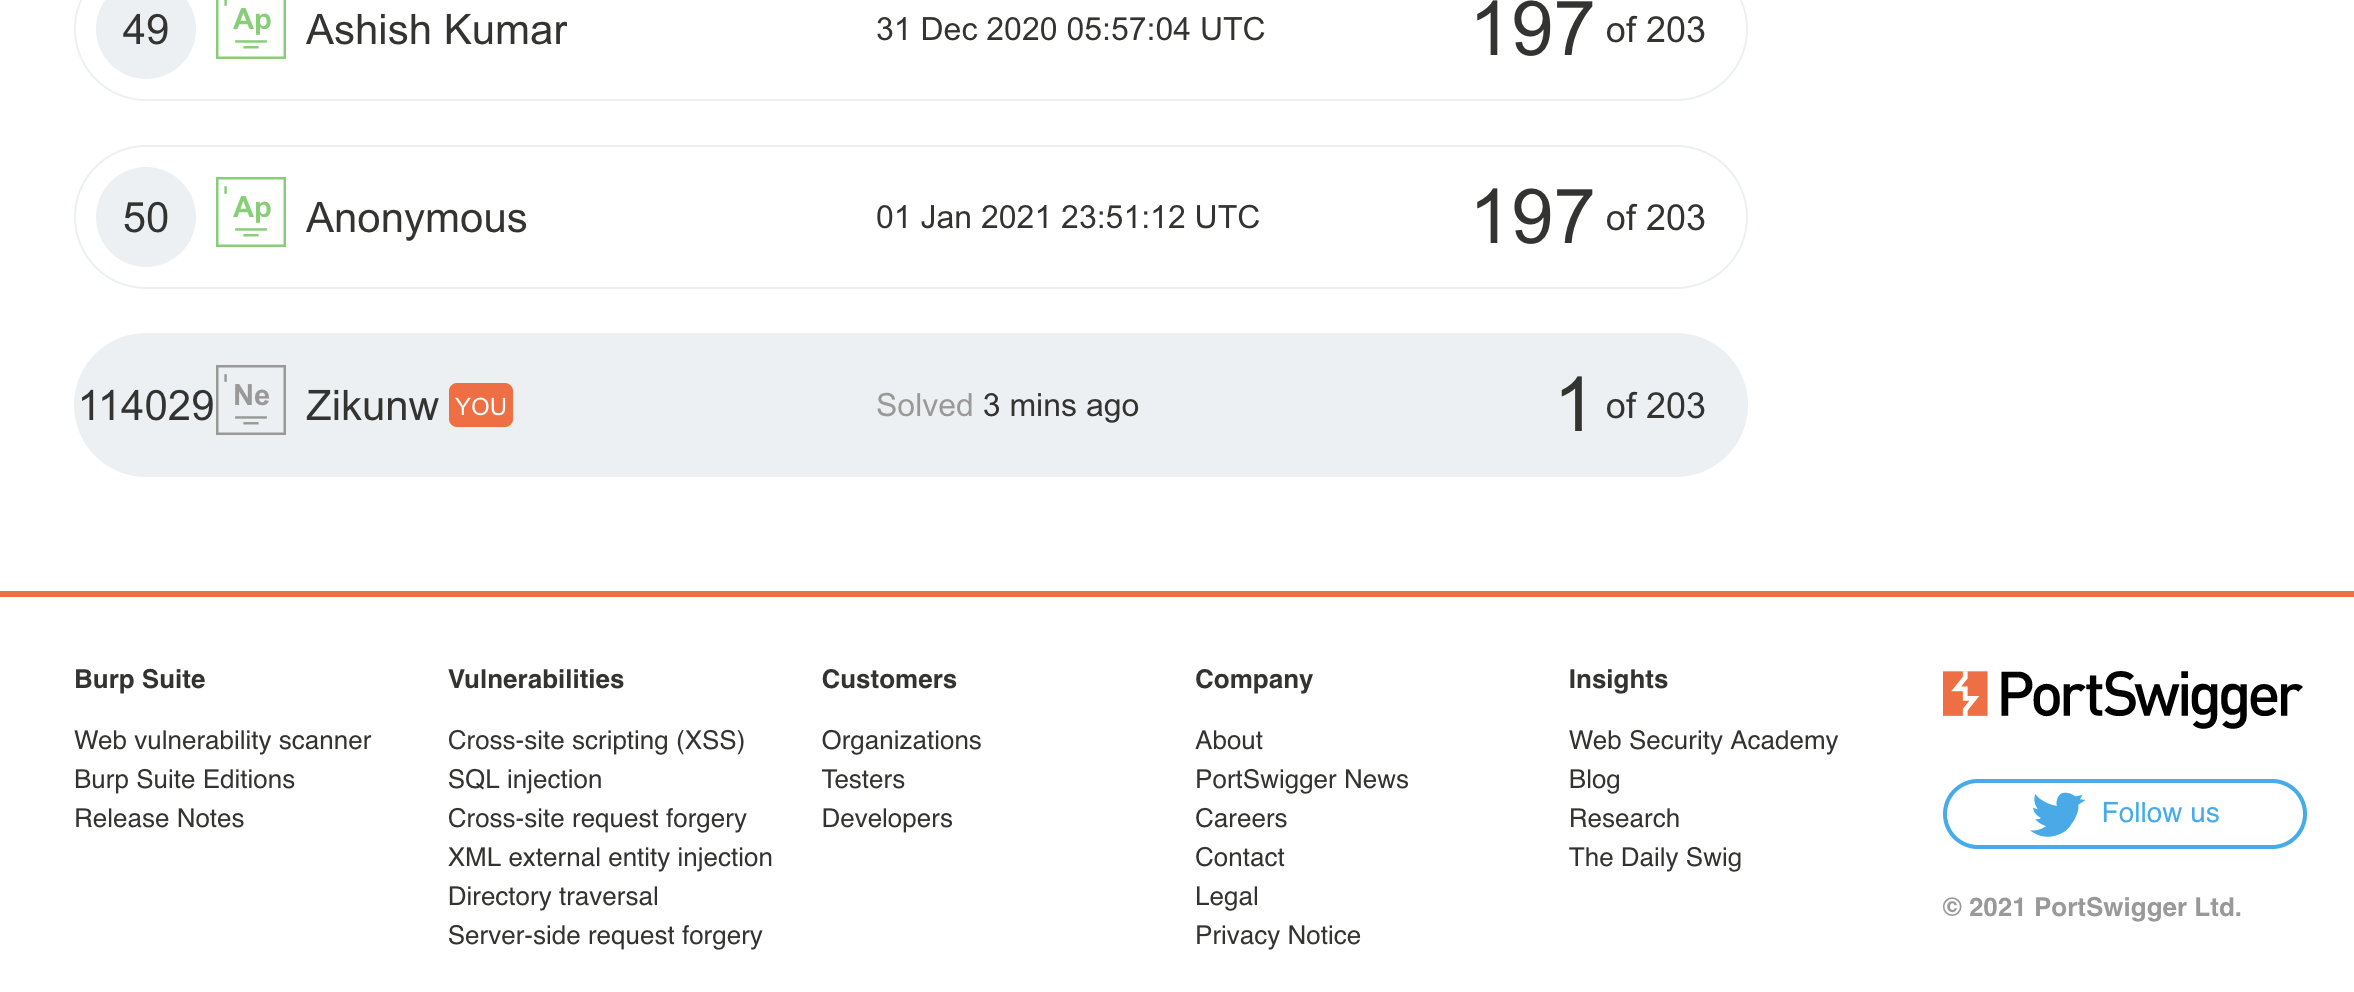 49 Ap Ashish Kumar 31 Dec 2020 05:57:04 UTC 197 of 203
50 Ap Anonymous 01 Jan 2021 23:51:12 UTC 197 of 203
114029 Ne Zikunw YOU Solved 3 mins ago 1 of 203
Burp Suite
Web vulnerability scanner
Burp Suite Editions
Release Notes
Vulnerabilities
Cross-site scripting (XSS)
SQL injection
Cross-site request forgery
XML external entity injection
Directory traversal
Server-side request forgery
Customers
Organizations
Testers
Developers
Company
About
PortSwigger News
Careers
Contact
Legal
Privacy Notice
Insights
Web Security Academy
Blog
Research
The Daily Swig
PortSwigger
Follow us
© 2021 PortSwigger Ltd.